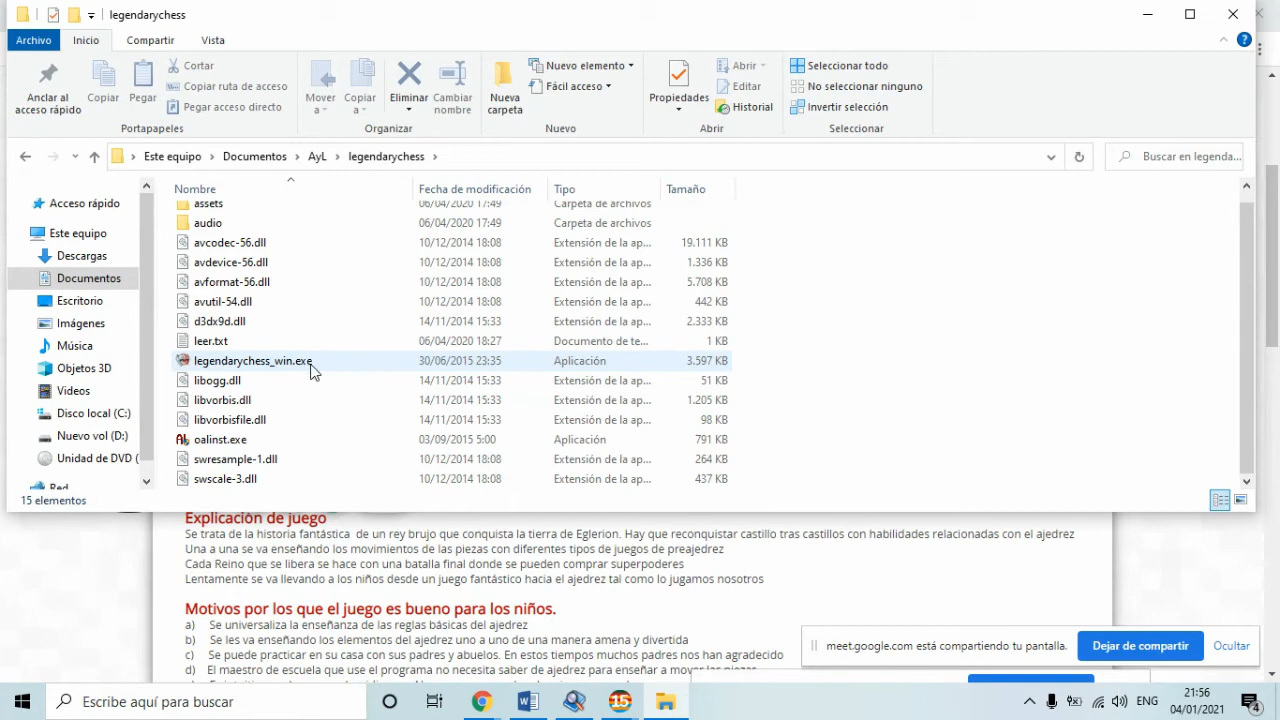 legendarychess
Archivo Inicio Compartir Vista
Anclar al acceso rápido
Copiar
Pegar
Cortar
Copiar ruta de acceso
Pegar acceso directo
Mover a
Copiar a
Eliminar
Cambiar nombre
Nueva carpeta
Nuevo elemento
Fácil acceso
Propiedades
Abrir
Editar
Historial
Seleccionar todo
No seleccionar ninguno
Invertir selección
Portapapeles Organizar Nuevo Abrir Seleccionar
Este equipo Documentos AyL legendarychess
Buscar en legenda...
Acceso rápido
Este equipo
Descargas
Documentos
Escritorio
Imágenes
Música
Objetos 3D
Videos
Disco local (C:)
Nuevo vol (D:)
Unidad de DVD (
Red
Nombre Fecha de modificación Tipo Tamaño
assets 06/04/2020 17:49 Carpeta de archivos
audio 06/04/2020 17:49 Carpeta de archivos
avcodec-56.dll 10/12/2014 18:08 Extensión de la ap... 19.111 KB
avdevice-56.dll 10/12/2014 18:08 Extensión de la ap... 1.336 KB
avformat-56.dll 10/12/2014 18:08 Extensión de la ap... 5.708 KB
avutil-54.dll 10/12/2014 18:08 Extensión de la ap... 442 KB
d3dx9d.dll 14/11/2014 15:33 Extensión de la ap... 2.333 KB
leer.txt 06/04/2020 18:27 Documento de te... 1 KB
legendarychess_win.exe 30/06/2015 23:35 Aplicación 3.597 KB
libogg.dll 14/11/2014 15:33 Extensión de la ap... 51 KB
libvorbis.dll 14/11/2014 15:33 Extensión de la ap... 1.205 KB
libvorbisfile.dll 14/11/2014 15:33 Extensión de la ap... 98 KB
oalinst.exe 03/09/2015 5:00 Aplicación 791 KB
swresample-1.dll 10/12/2014 18:08 Extensión de la ap... 264 KB
swscale-3.dll 10/12/2014 18:08 Extensión de la ap... 437 KB
15 elementos
Explicación de juego
Se trata de la historia fantástica de un rey brujo que conquista la tierra de Eglerion. Hay que reconquistar castillo tras castillos con habilidades relacionadas con el ajedrez
Una a una se va enseñando los movimientos de las piezas con diferentes tipos de juegos de preajedrez
Cada Reino que se libera se hace con una batalla final donde se pueden comprar superpoderes
Lentamente se va llevando a los niños desde un juego fantástico hacia el ajedrez tal como lo jugamos nosotros
Motivos por los que el juego es bueno para los niños.
a) Se universaliza la enseñanza de las reglas básicas del ajedrez
b) Se les va enseñando los elementos del ajedrez uno a uno de una manera amena y divertida
c) Se puede practicar en su casa con sus padres y abuelos. En estos tiempos muchos padres nos han agradecido
d) El maestro de escuela que use el programa no necesita saber de ajedrez para enseñar a mover las piezas
meet.google.com está compartiendo tu pantalla.
Dejar de compartir
Ocultar
Escribe aquí para buscar
15
ENG
21:56
04/01/2021
4